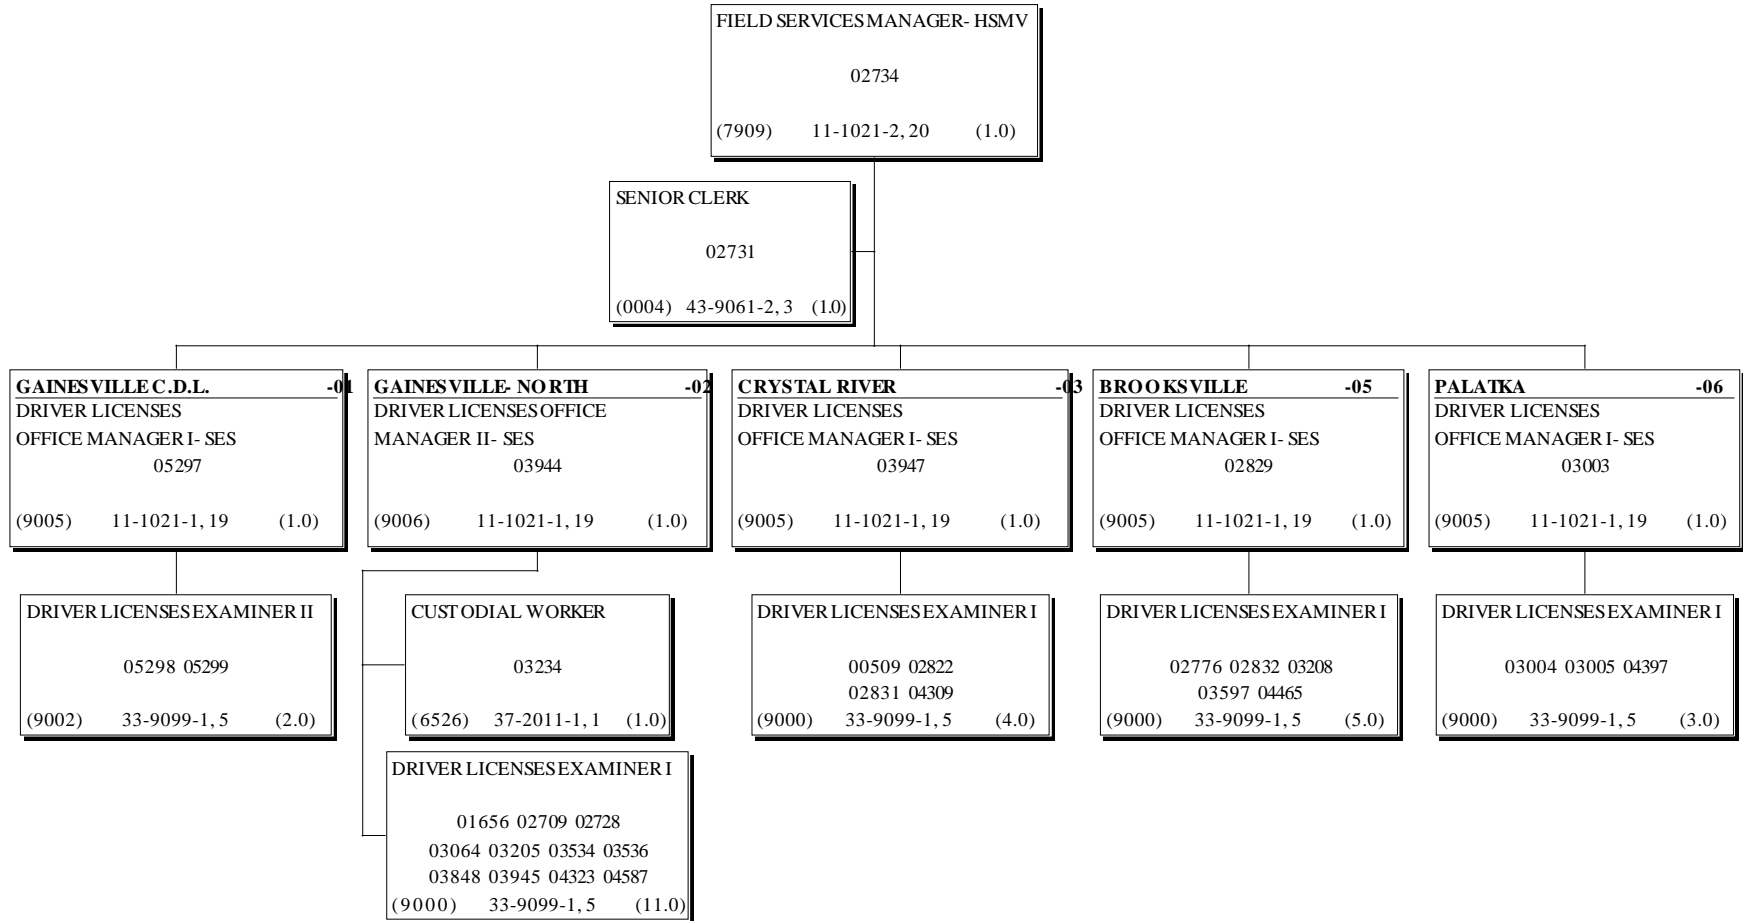 FIELD SERVICES MANAGER- HSMV
02734
(7909) 11-1021-2, 20 (1.0)
SENIOR CLERK
02731
(0004) 43-9061-2, 3 (1.0)
GAINESVILLE C.D.L. -01
DRIVER LICENSES
OFFICE MANAGER I- SES
05297
(9005) 11-1021-1, 19 (1.0)
GAINESVILLE- NORTH -02
DRIVER LICENSES OFFICE
MANAGER II- SES
03944
(9006) 11-1021-1, 19 (1.0)
CRYSTAL RIVER -03
DRIVER LICENSES
OFFICE MANAGER I- SES
03947
(9005) 11-1021-1, 19 (1.0)
BROOKSVILLE -05
DRIVER LICENSES
OFFICE MANAGER I- SES
02829
(9005) 11-1021-1, 19 (1.0)
PALATKA -06
DRIVER LICENSES
OFFICE MANAGER I- SES
03003
(9005) 11-1021-1, 19 (1.0)
DRIVER LICENSES EXAMINER II
05298 05299
(9002) 33-9099-1, 5 (2.0)
CUSTODIAL WORKER
03234
(6526) 37-2011-1, 1 (1.0)
DRIVER LICENSES EXAMINER I
01656 02709 02728
03064 03205 03534 03536
03848 03945 04323 04587
(9000) 33-9099-1, 5 (11.0)
DRIVER LICENSES EXAMINER I
00509 02822
02831 04309
(9000) 33-9099-1, 5 (4.0)
DRIVER LICENSES EXAMINER I
02776 02832 03208
03597 04465
(9000) 33-9099-1, 5 (5.0)
DRIVER LICENSES EXAMINER I
03004 03005 04397
(9000) 33-9099-1, 5 (3.0)